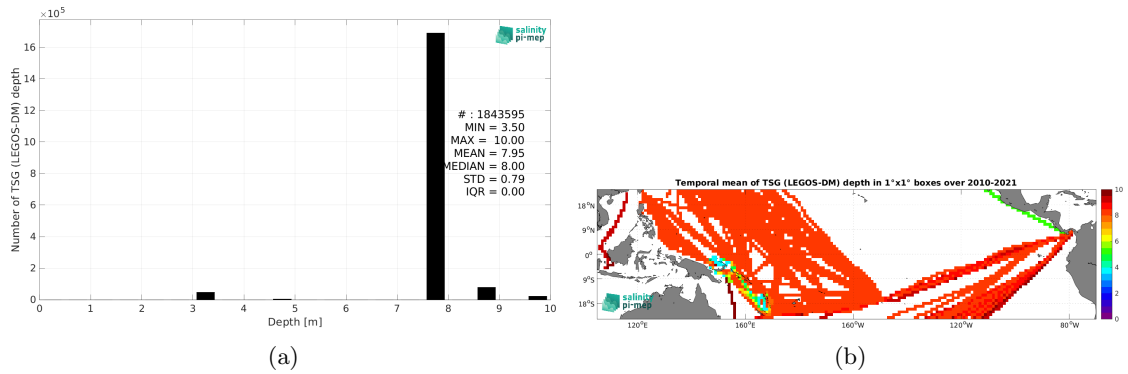 ×10⁵
16
14
12
10
8
6
4
2
0
Number of TSG (LEGOS-DM) depth
salinity
pi-mep
# : 1843595
MIN = 3.50
MAX = 10.00
MEAN = 7.95
MEDIAN = 8.00
STD = 0.79
IQR = 0.00
0 1 2 3 4 5 6 7 8 9 10
Depth [m]
(a)
Temporal mean of TSG (LEGOS-DM) depth in 1°x1° boxes over 2010-2021
18°N
9°N
0°
9°S
18°S
salinity
pi-mep
120°E 160°E 160°W 120°W 80°W
10
8
6
4
2
0
(b)